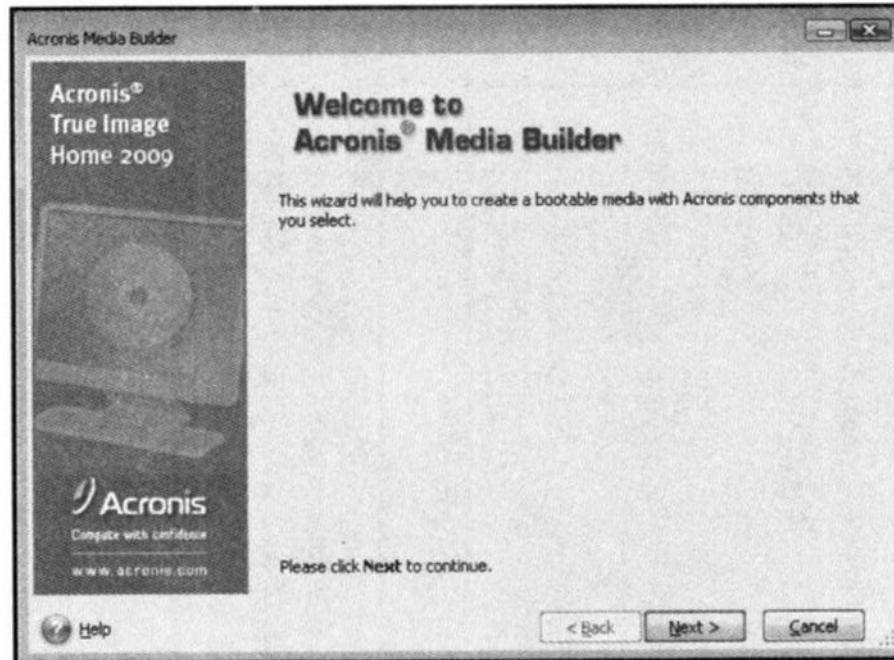 Acronis Media Builder
Acronis®
True Image
Home 2009
Welcome to
Acronis® Media Builder
This wizard will help you to create a bootable media with Acronis components that
you select.
Acronis
Compute with confidence
www.acronis.com
Please click Next to continue.
Help
< Back
Next >
Cancel